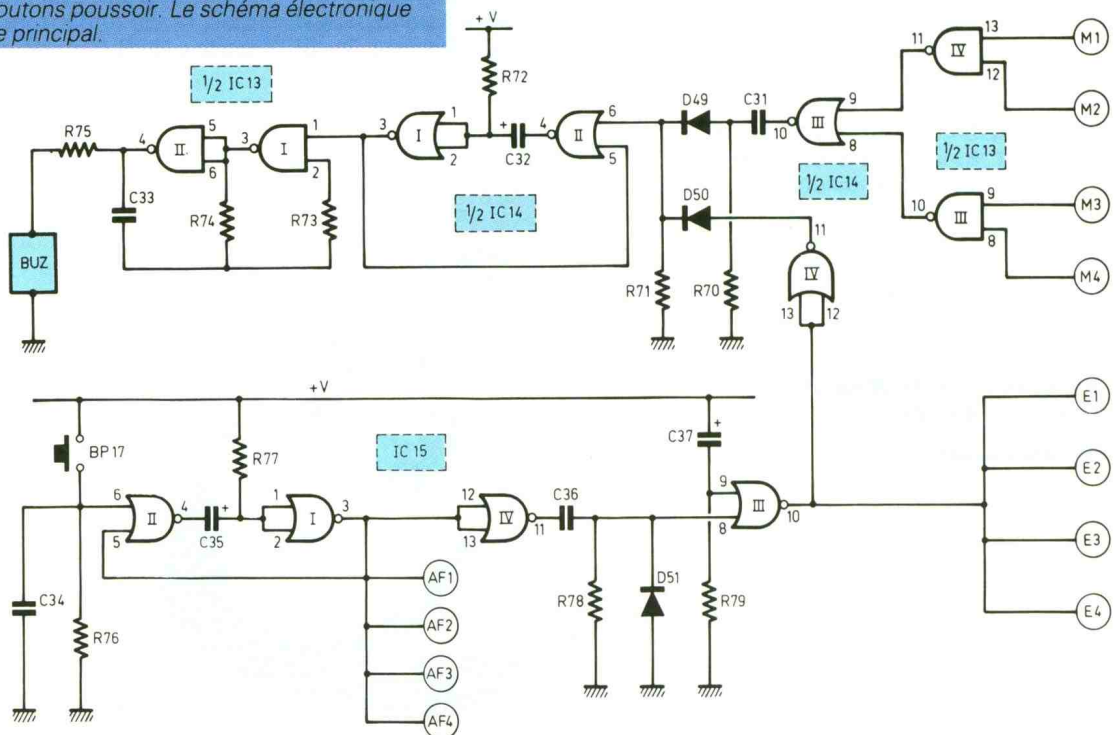 outons poussoir. Le schéma électronique
e principal.
+V
R72
1/2 IC13
R75
4
II
5
6
3
I
1
2
C33
R74
R73
BUZ
3
I
1
2
+
C32
4
II
6
5
1/2 IC14
D49
D50
C31
R71
R70
10
III
9
8
1/2 IC14
11
IV
13
12
11
IV
13
12
1/2 IC13
10
III
9
8
M1
M2
M3
M4
+V
BP17
R77
IC 15
C37
+
6
5
II
4
C35
+
1
2
I
3
12
13
IV
11
C36
9
8
III
10
C34
R76
R78
D51
R79
AF1
AF2
AF3
AF4
E1
E2
E3
E4